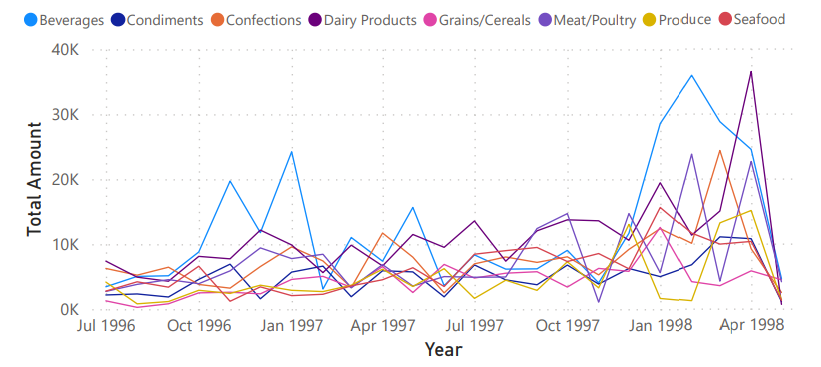 Beverages Condiments Confections Dairy Products Grains/Cereals Meat/Poultry Produce Seafood
40K
30K
20K
10K
0K
Total Amount
Jul 1996 Oct 1996 Jan 1997 Apr 1997 Jul 1997 Oct 1997 Jan 1998 Apr 1998
Year